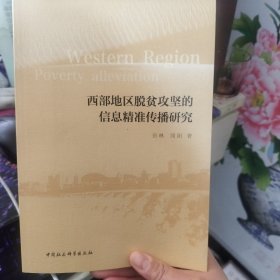 Western Region
Poverty alleviation
西部地区脱贫攻坚的
信息精准传播研究
著
中国社会科学出版社